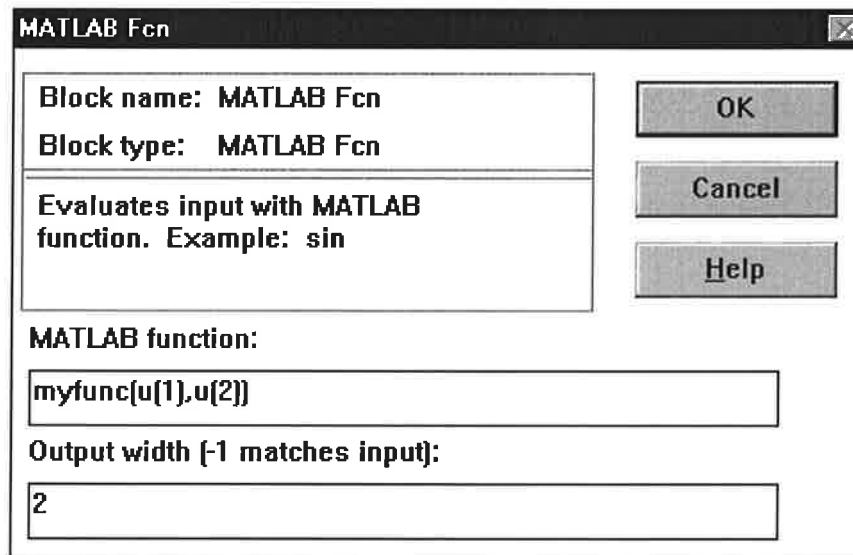 MATLAB Fcn
Block name: MATLAB Fcn
Block type: MATLAB Fcn
Evaluates input with MATLAB
function. Example: sin
OK
Cancel
Help
MATLAB function:
myfunc(u(1),u(2))
Output width (-1 matches input):
2